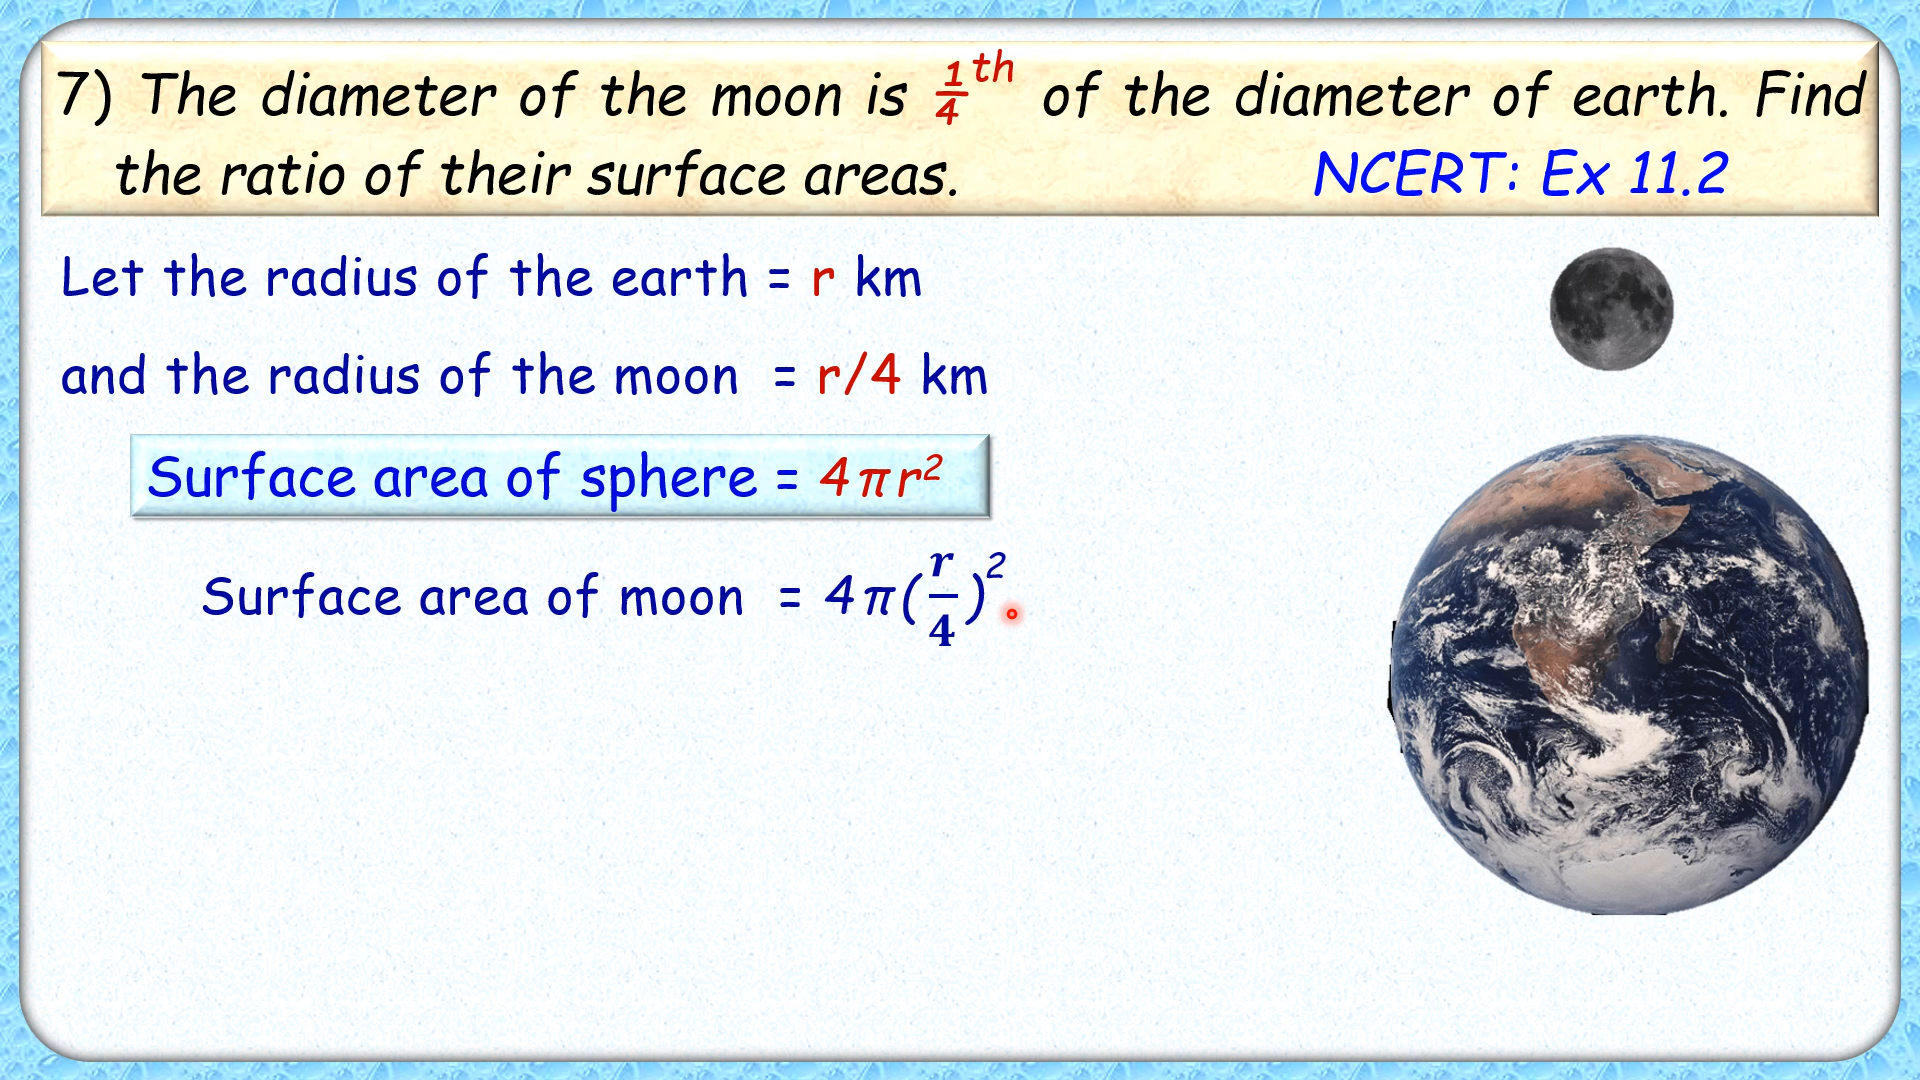 7) The diameter of the moon is 1/4th of the diameter of earth. Find
the ratio of their surface areas. NCERT: Ex 11.2
Let the radius of the earth = r km
and the radius of the moon = r/4 km
Surface area of sphere = 4πr²
Surface area of moon = 4π(r/4)²